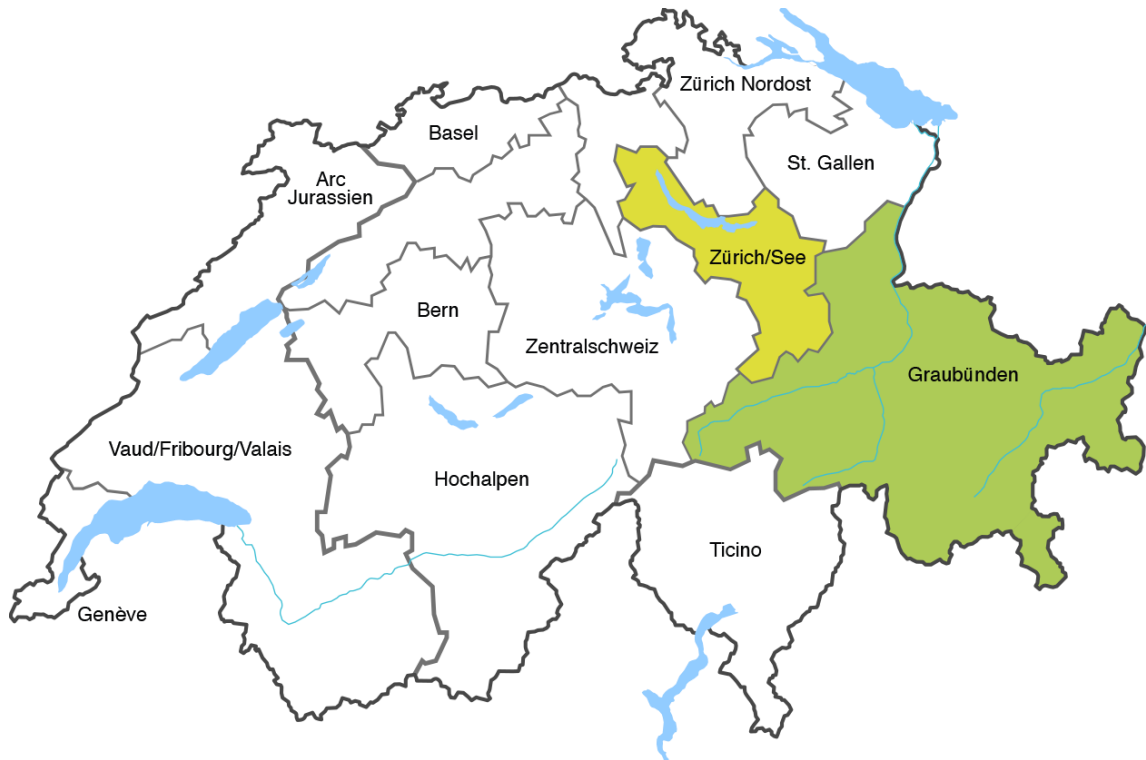 Zürich Nordost
Basel
St. Gallen
Arc
Jurassien
Zürich/See
Bern
Zentralschweiz
Graubünden
Vaud/Fribourg/Valais
Hochalpen
Ticino
Genève